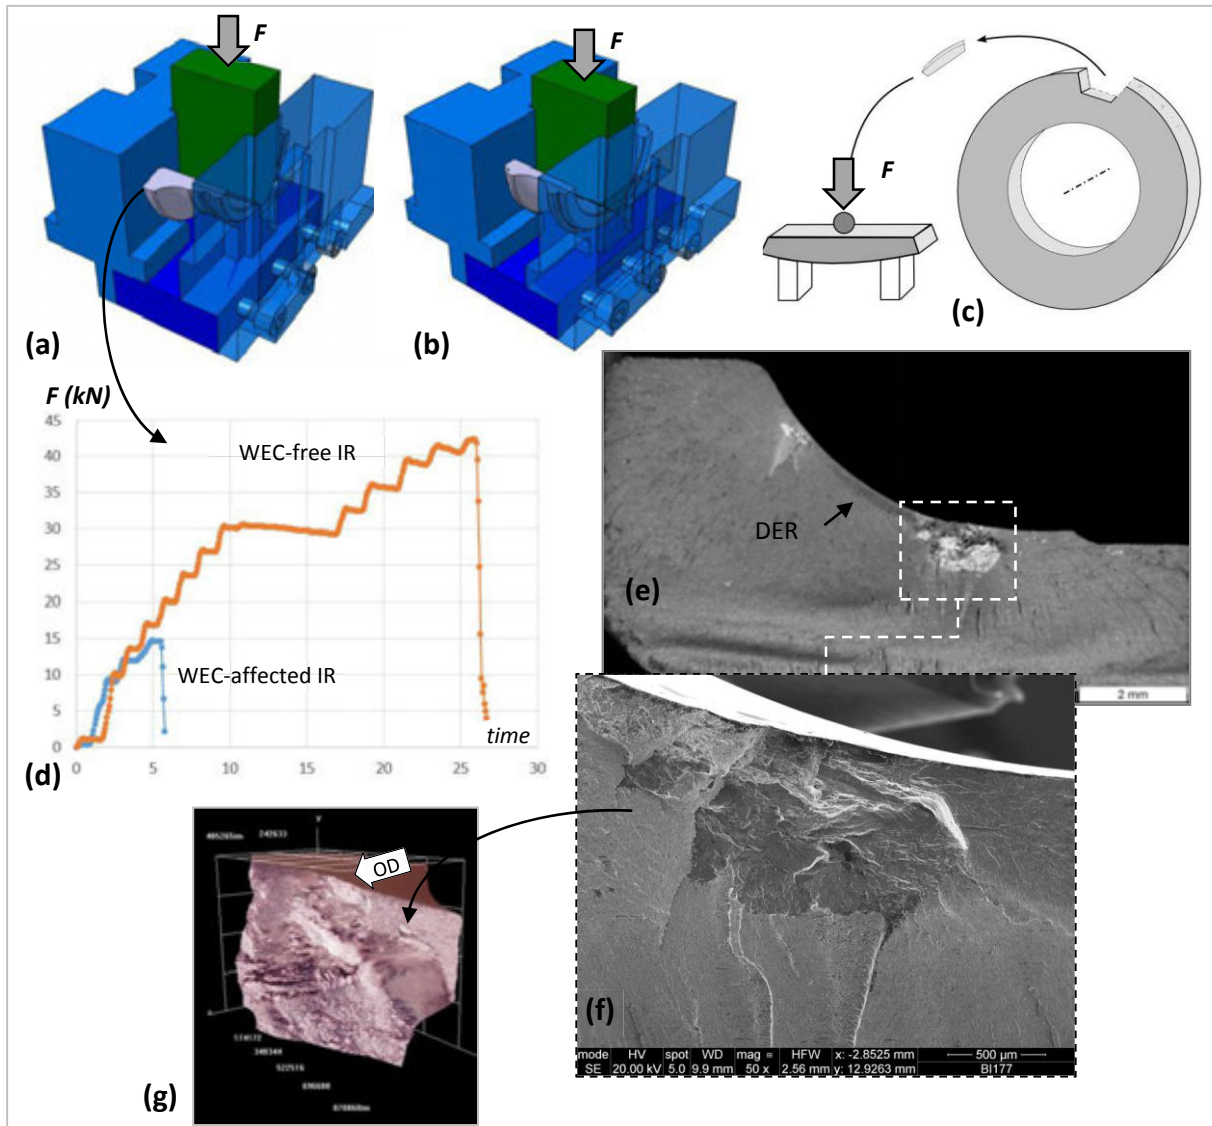 F
F
F
(a)
(b)
(c)
F (kN)
45
40
35
30
25
20
15
10
5
0
0
5
10
15
20
25
30
WEC-free IR
WEC-affected IR
time
(d)
DER
(e)
2 mm
OD
y
(g)
(f)
mode HV spot WD mag HFW x: -2.8525 mm 500 µm
SE 20.00 kV 5.0 9.9 mm 50 x 2.56 mm y: 12.9263 mm BI177
242633
348344
522516